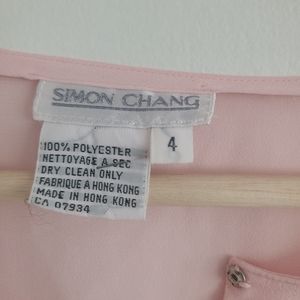 SIMON CHANG
4
100% POLYESTER
NETTOYAGE A SEC
DRY CLEAN ONLY
FABRIQUE A HONG KONG
MADE IN HONG KONG
CA 07934